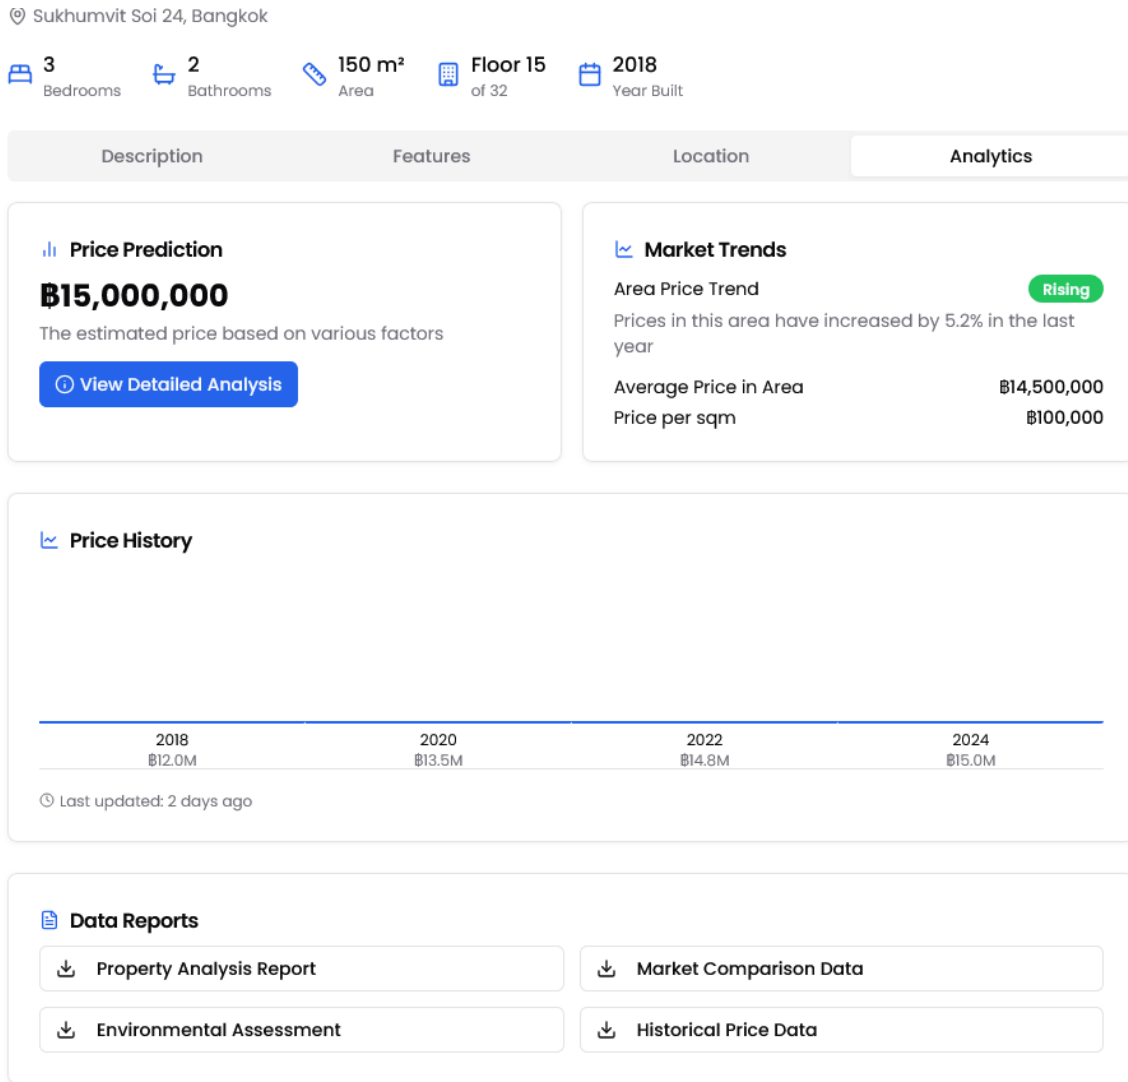 Sukhumvit Soi 24, Bangkok
3
Bedrooms
2
Bathrooms
150 m²
Area
Floor 15
of 32
2018
Year Built
Description
Features
Location
Analytics
Price Prediction
฿15,000,000
The estimated price based on various factors
View Detailed Analysis
Market Trends
Area Price Trend
Rising
Prices in this area have increased by 5.2% in the last
year
Average Price in Area
฿14,500,000
Price per sqm
฿100,000
Price History
2018
฿12.0M
2020
฿13.5M
2022
฿14.8M
2024
฿15.0M
Last updated: 2 days ago
Data Reports
Property Analysis Report
Market Comparison Data
Environmental Assessment
Historical Price Data